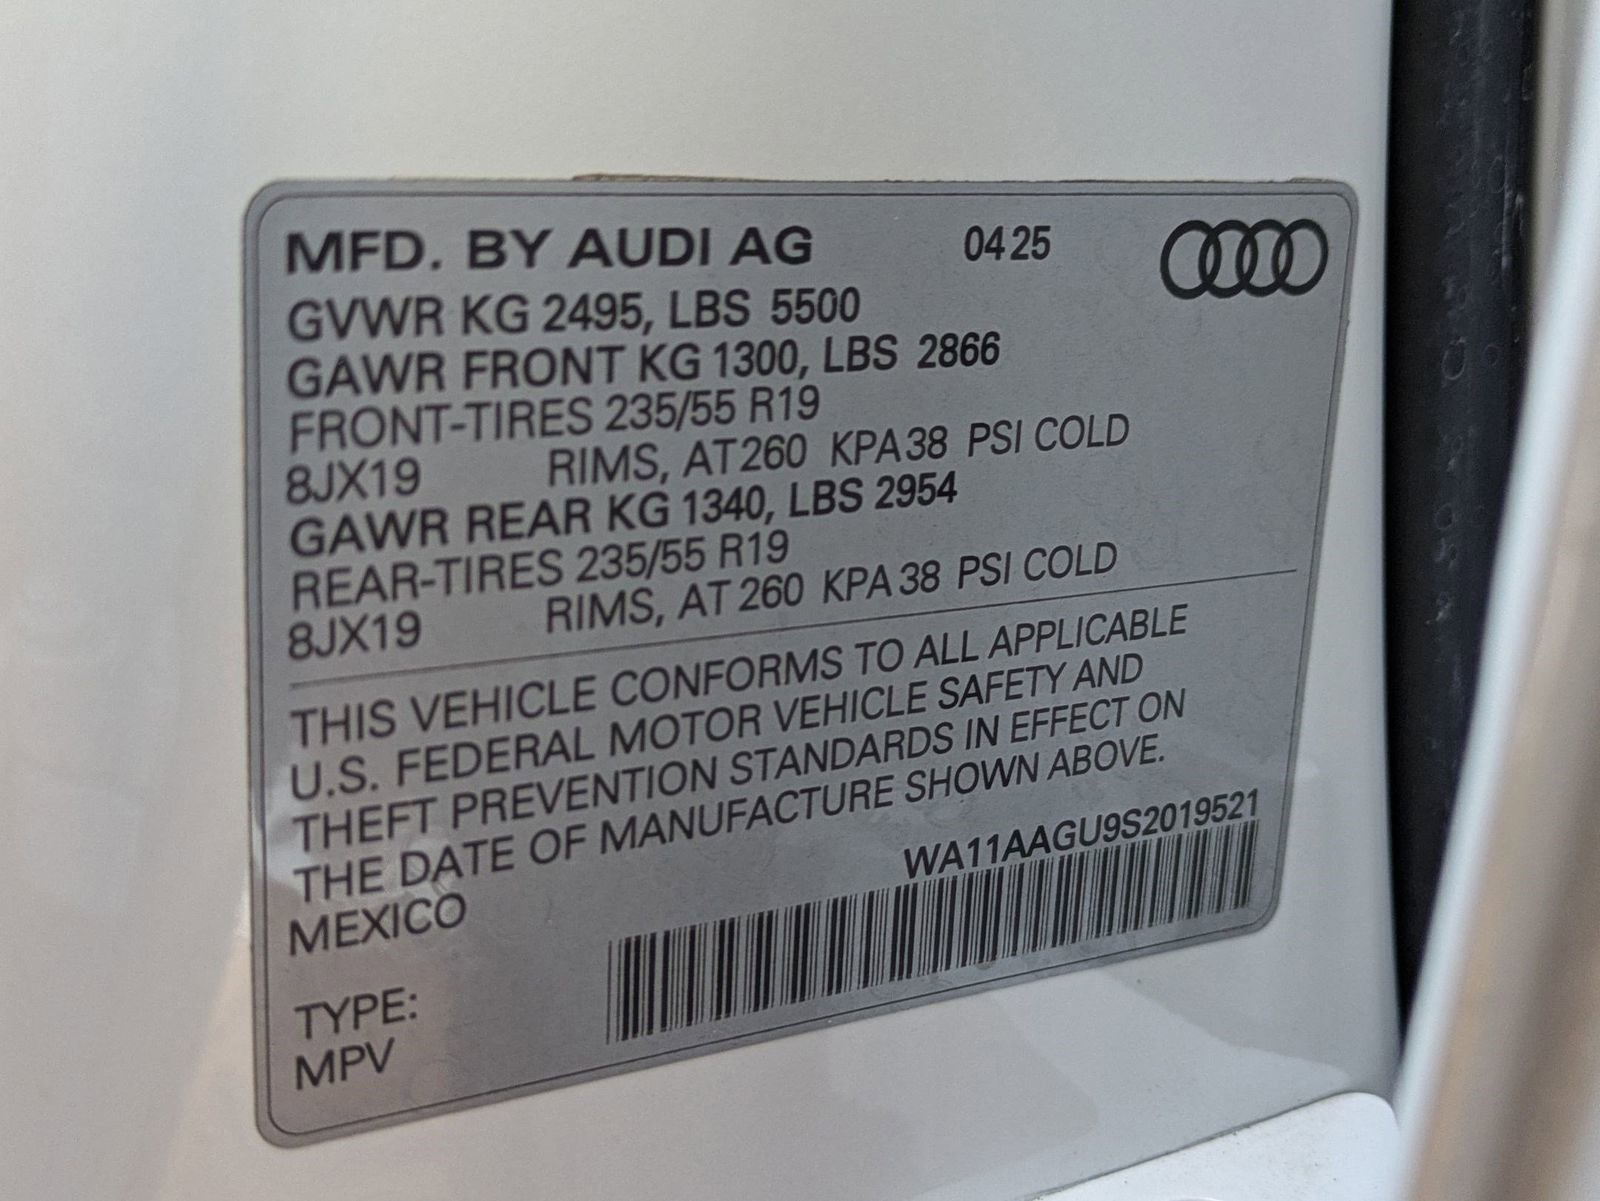 MFD. BY AUDI AG 0425
GVWR KG 2495, LBS 5500
GAWR FRONT KG 1300, LBS 2866
FRONT-TIRES 235/55 R19
8JX19 RIMS, AT 260 KPA 38 PSI COLD
GAWR REAR KG 1340, LBS 2954
REAR-TIRES 235/55 R19
8JX19 RIMS, AT 260 KPA 38 PSI COLD
THIS VEHICLE CONFORMS TO ALL APPLICABLE
U.S. FEDERAL MOTOR VEHICLE SAFETY AND
THEFT PREVENTION STANDARDS IN EFFECT ON
THE DATE OF MANUFACTURE SHOWN ABOVE.
MEXICO WA11AAGU9S2019521
TYPE:
MPV